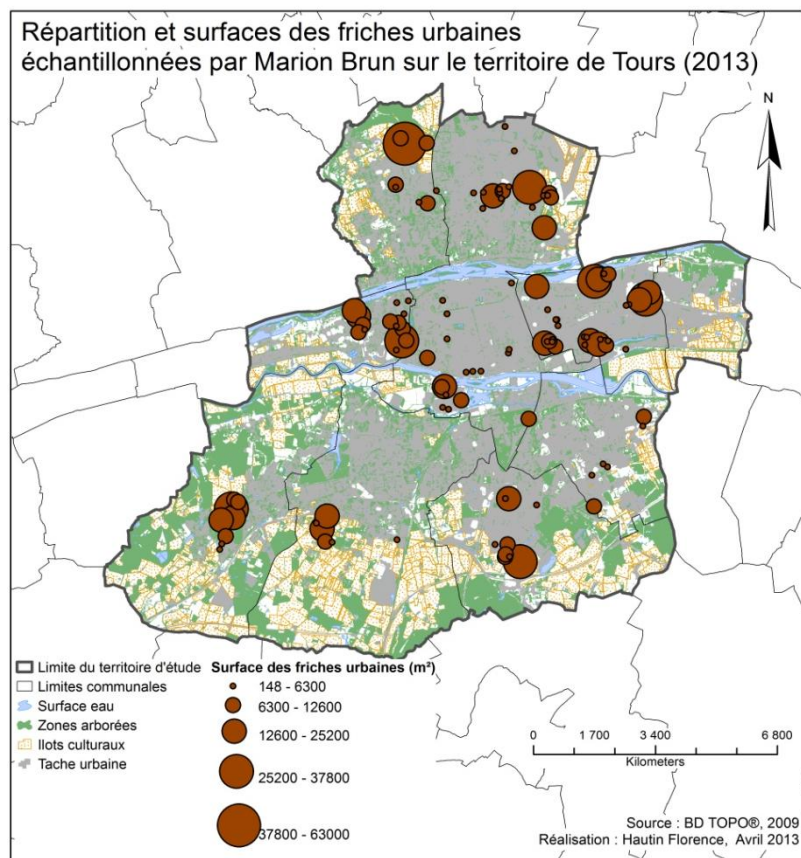 Répartition et surfaces des friches urbaines
échantillonnées par Marion Brun sur le territoire de Tours (2013)
N
Limite du territoire d'étude
Limites communales
Surface eau
Zones arborées
Ilots culturaux
Tache urbaine
Surface des friches urbaines (m²)
148 - 6300
6300 - 12600
12600 - 25200
25200 - 37800
37800 - 63000
0 1 700 3 400 6 800
Kilometers
Source : BD TOPO®, 2009
Réalisation : Hautin Florence, Avril 2013